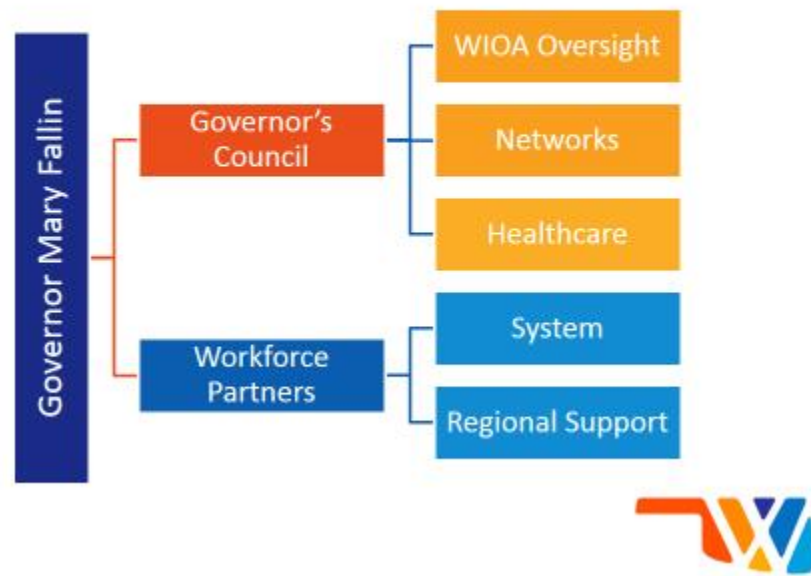 Governor Mary Fallin
Governor's
Council
WIOA Oversight
Networks
Healthcare
Workforce
Partners
System
Regional Support